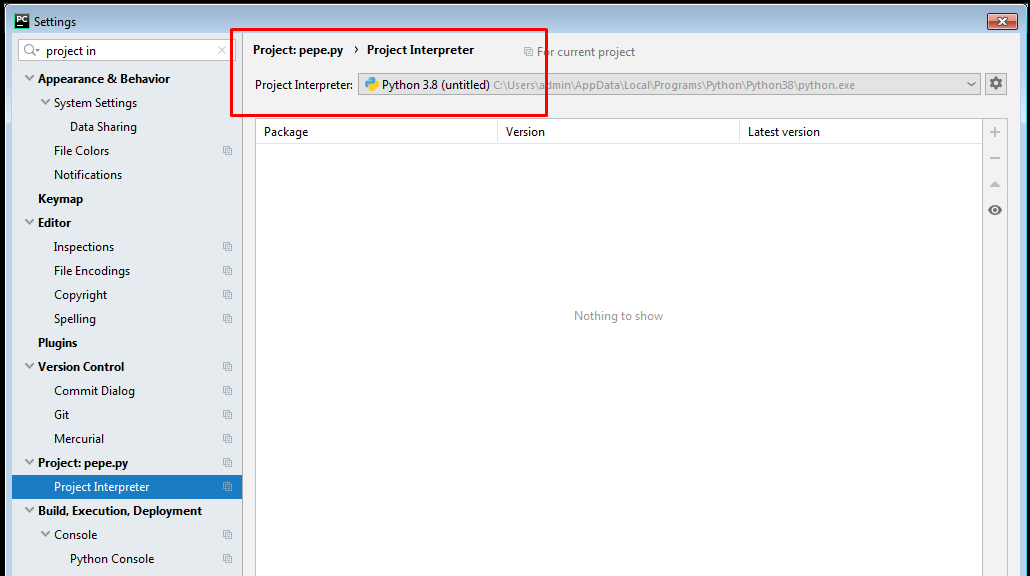 PC Settings
project in
Project: pepe.py › Project Interpreter
For current project
Project Interpreter: Python 3.8 (untitled) C:\Users\admin\AppData\Local\Programs\Python\Python38\python.exe
Package Version Latest version
Nothing to show
Appearance & Behavior
System Settings
Data Sharing
File Colors
Notifications
Keymap
Editor
Inspections
File Encodings
Copyright
Spelling
Plugins
Version Control
Commit Dialog
Git
Mercurial
Project: pepe.py
Project Interpreter
Build, Execution, Deployment
Console
Python Console